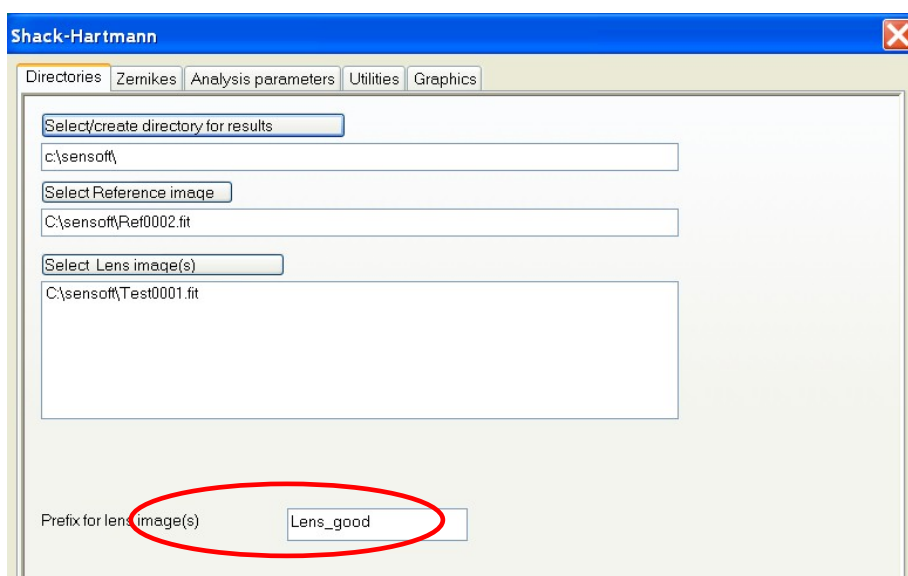 Shack-Hartmann
Directories Zernikes Analysis parameters Utilities Graphics
Select/create directory for results
c:\sensoft\
Select Reference image
C:\sensoft\Ref0002.fit
Select Lens image(s)
C:\sensoft\Test0001.fit
Prefix for lens image(s) Lens_good